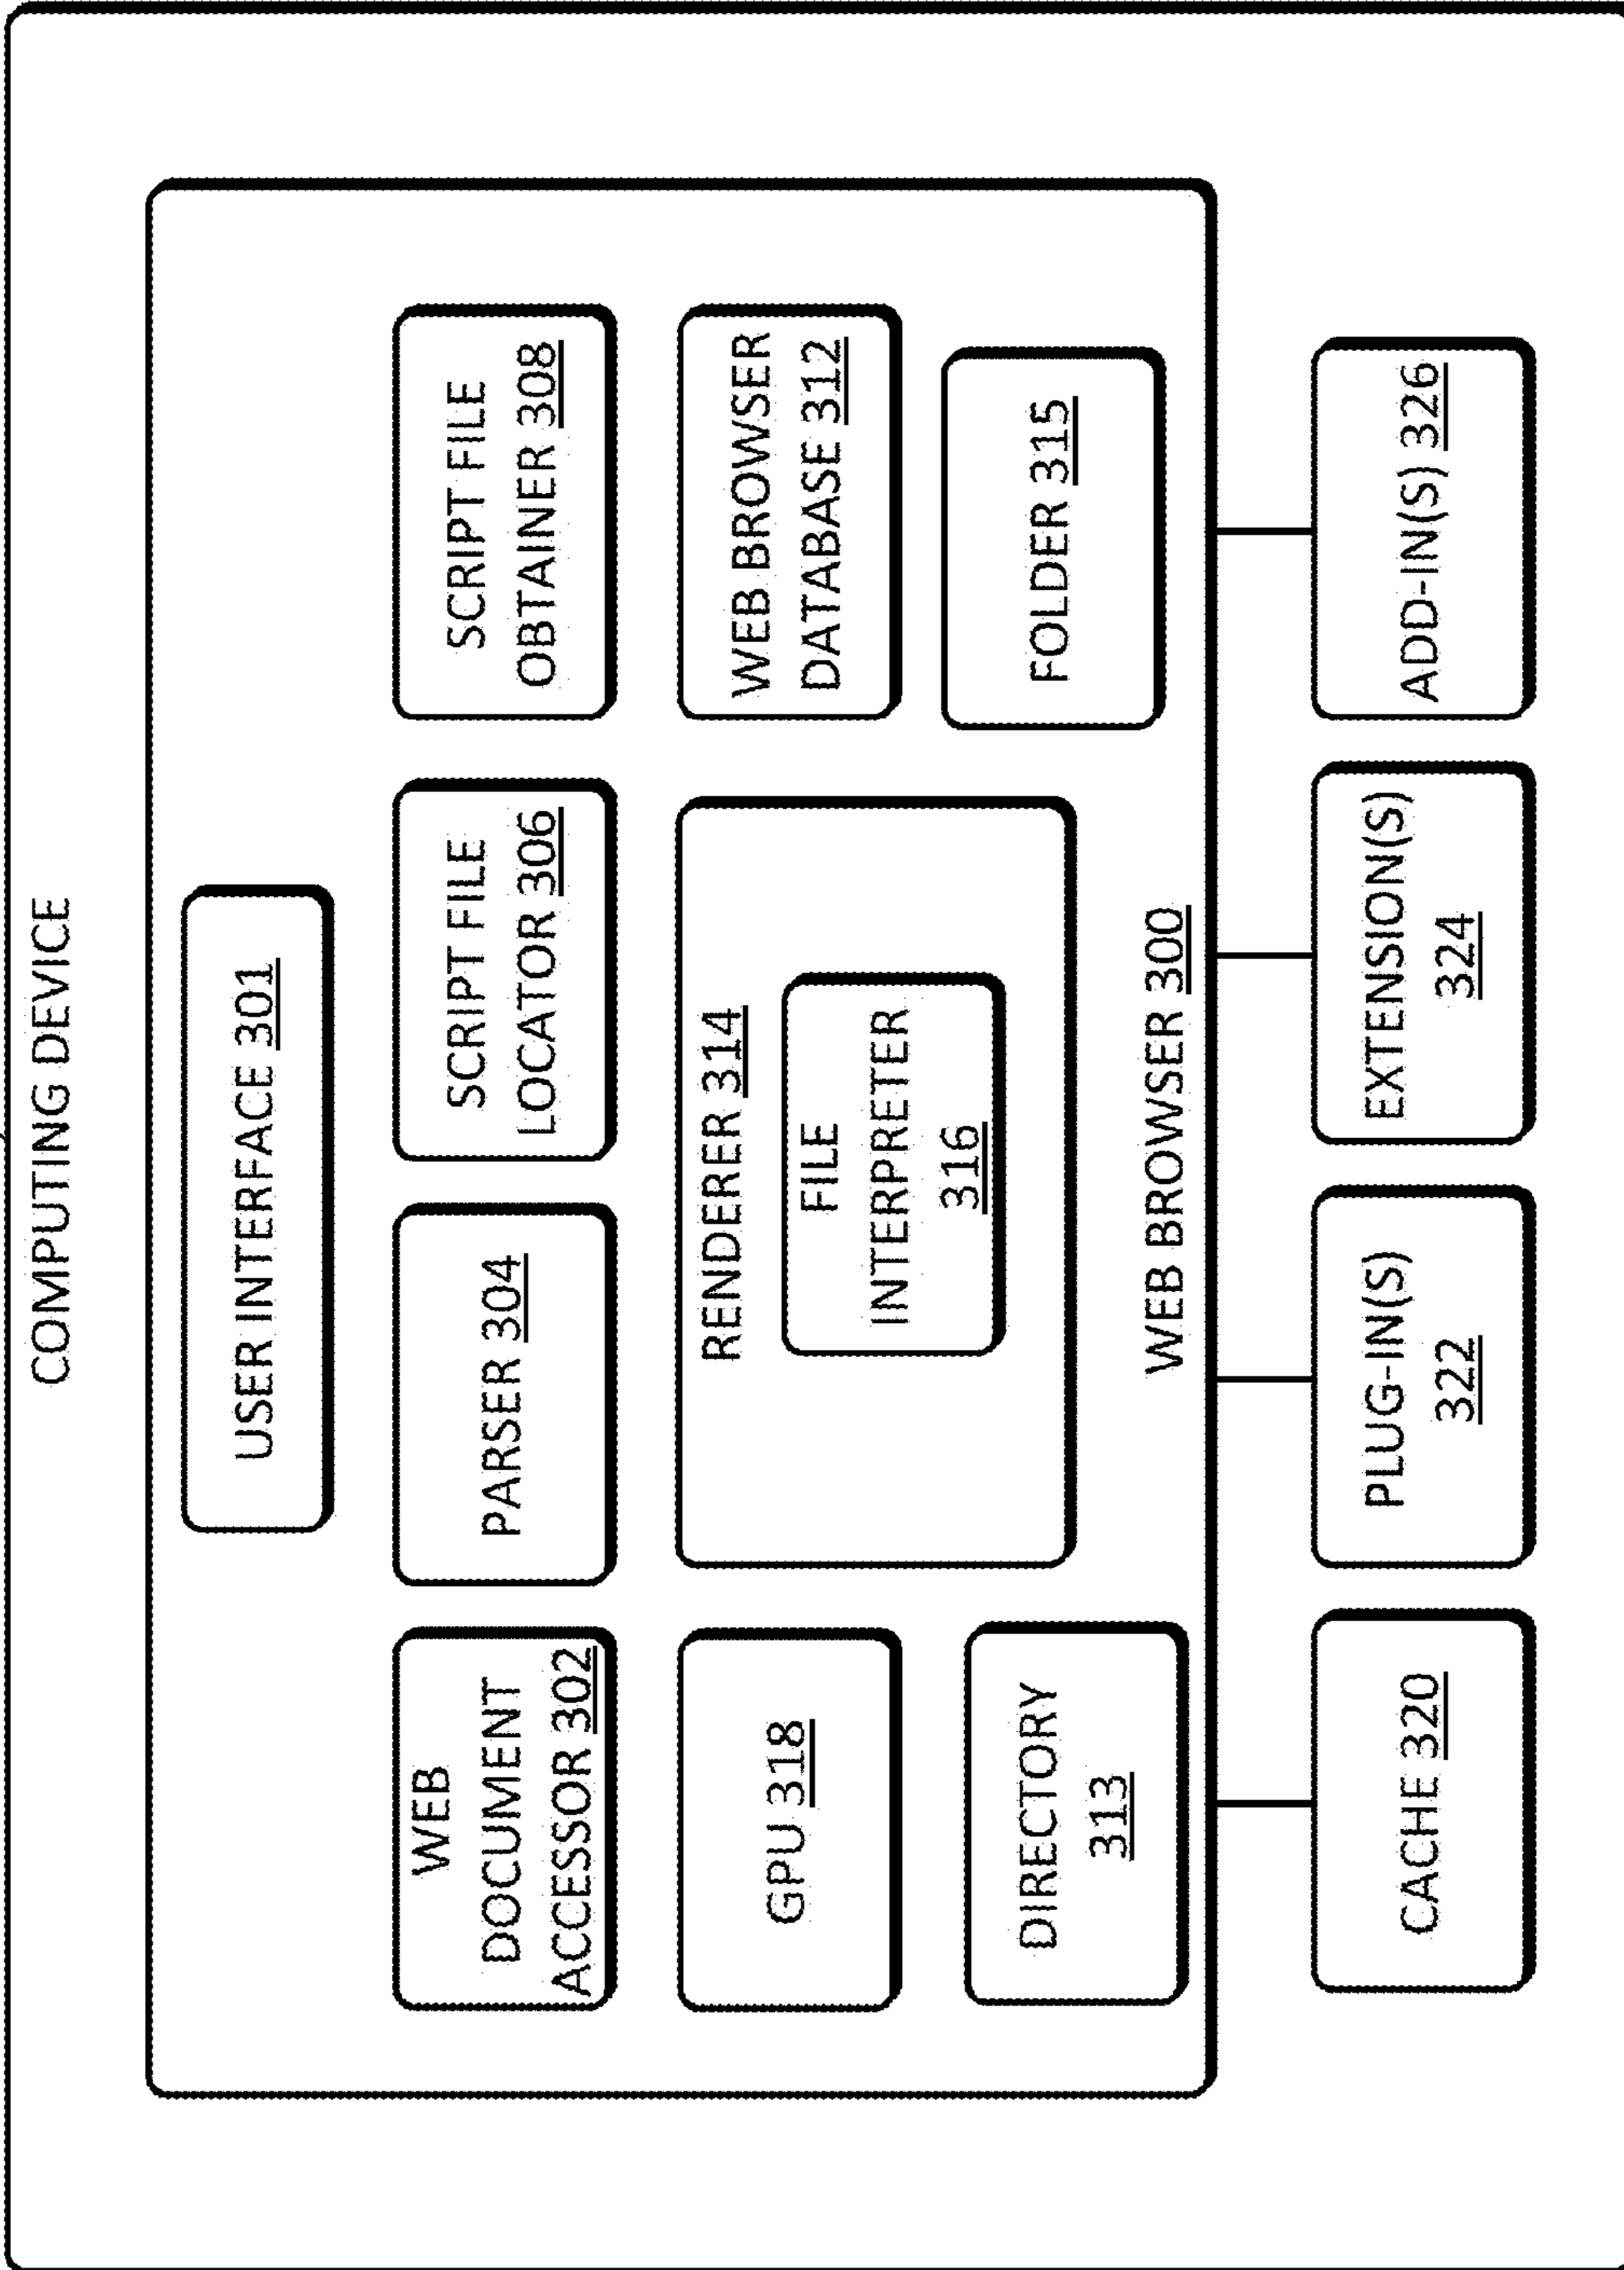 COMPUTING DEVICE
USER INTERFACE 301
WEB
DOCUMENT
ACCESSOR 302
PARSER 304
SCRIPT FILE
LOCATOR 306
SCRIPT FILE
OBTAINER 308
GPU 318
RENDERER 314
FILE
INTERPRETER
316
WEB BROWSER
DATABASE 312
DIRECTORY
313
FOLDER 315
WEB BROWSER 300
CACHE 320
PLUG-IN(S)
322
EXTENSION(S)
324
ADD-IN(S) 326